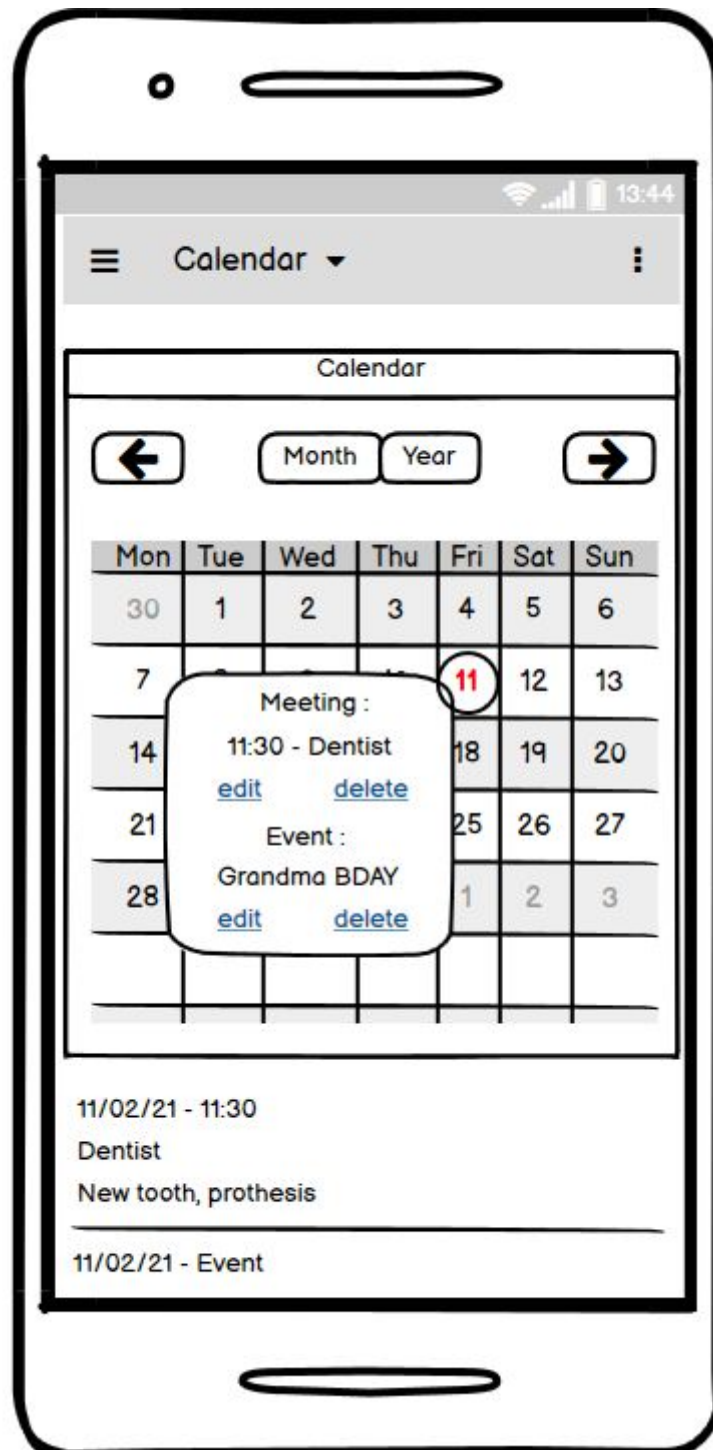 13:44
Calendar
Calendar
Month Year
Mon Tue Wed Thu Fri Sat Sun
30 1 2 3 4 5 6
7 11 12 13
Meeting :
11:30 - Dentist
14 18 19 20
edit delete
21 25 26 27
Event :
Grandma BDAY
28 1 2 3
edit delete
11/02/21 - 11:30
Dentist
New tooth, prothesis
11/02/21 - Event